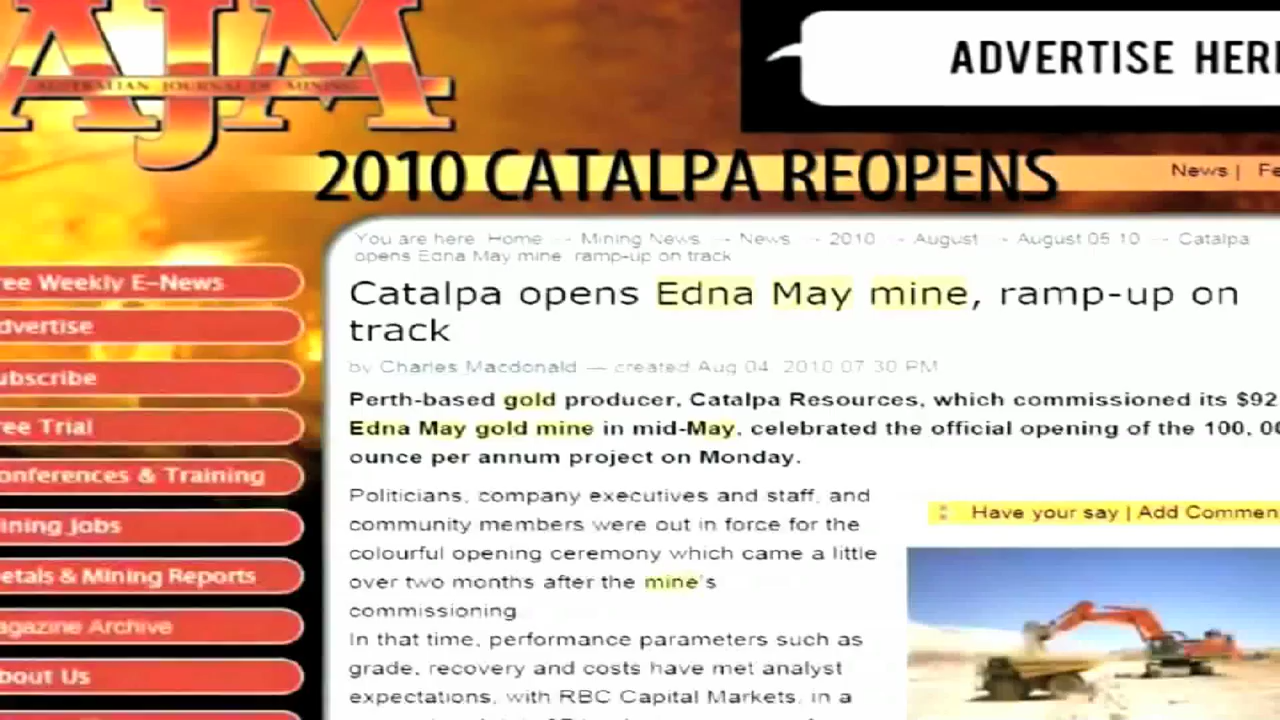 AJM
AUSTRALIAN JOURNAL OF MINING
ADVERTISE HER
2010 CATALPA REOPENS
News |
You are here Home → Mining News → News → 2010 → August → August 05 10 → Catalpa
opens Edna May mine, ramp-up on track
ree Weekly E-News
dvertise
ubscribe
ree Trial
onferences & Training
ining Jobs
etals & Mining Reports
agazine Archive
bout Us
Catalpa opens Edna May mine, ramp-up on
track
by Charles Macdonald — created Aug 04, 2010 07:30 PM
Perth-based gold producer, Catalpa Resources, which commissioned its $92
Edna May gold mine in mid-May, celebrated the official opening of the 100, 00
ounce per annum project on Monday.
Politicians, company executives and staff, and
community members were out in force for the
colourful opening ceremony which came a little
over two months after the mine's
commissioning.
In that time, performance parameters such as
grade, recovery and costs have met analyst
expectations, with RBC Capital Markets, in a
Have your say | Add Commen